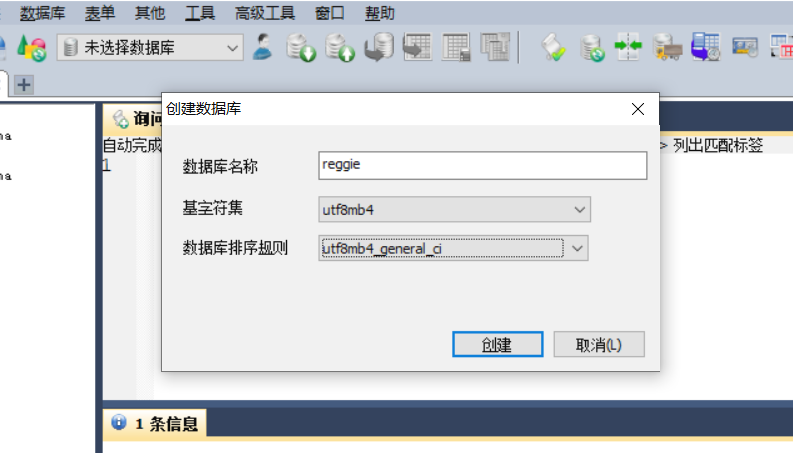 数据库 表单 其他 工具 高级工具 窗口 帮助
未选择数据库
创建数据库
询问
自动完成
> 列出匹配标签
1
数据库名称 reggie
基字符集 utf8mb4
数据库排序规则 utf8mb4_general_ci
创建 取消(L)
1 条信息